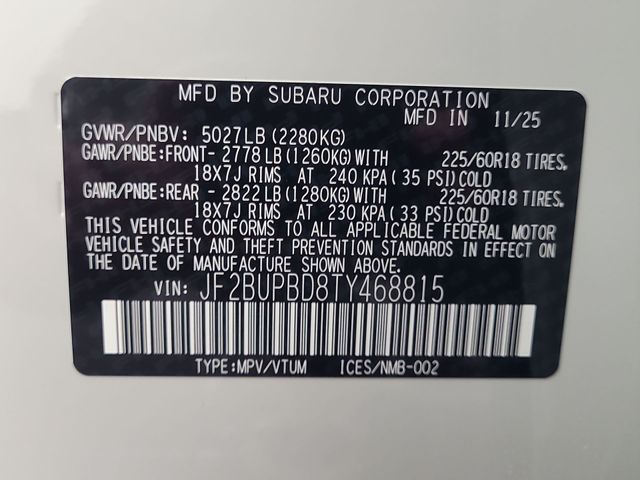 MFD BY SUBARU CORPORATION
MFD IN 11/25
GVWR/PNBV: 5027LB (2280KG)
GAWR/PNBE:FRONT- 2778 LB(1260KG)WITH 225/60R18 TIRES.
18X7J RIMS AT 240 KPA( 35 PSI)COLD
GAWR/PNBE:REAR - 2822 LB(1280KG)WITH 225/60R18 TIRES.
18X7J RIMS AT 230 KPA( 33 PSI)COLD
THIS VEHICLE CONFORMS TO ALL APPLICABLE FEDERAL MOTOR
VEHICLE SAFETY AND THEFT PREVENTION STANDARDS IN EFFECT ON
THE DATE OF MANUFACTURE SHOWN ABOVE.
VIN: JF2BUPBD8TY468815
TYPE:MPV/VTUM ICES/NMB-002